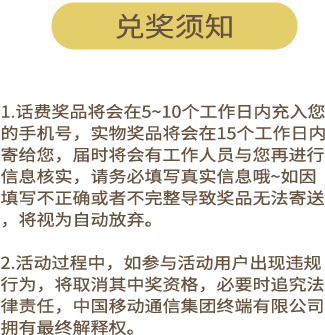 兑奖须知
1.话费奖品将会在5~10个工作日内充入您
的手机号，实物奖品将会在15个工作日内
寄给您，届时将会有工作人员与您再进行
信息核实，请务必填写真实信息哦~如因
填写不正确或者不完整导致奖品无法寄送
，将视为自动放弃。
2.活动过程中，如参与活动用户出现违规
行为，将取消其中奖资格，必要时追究法
律责任，中国移动通信集团终端有限公司
拥有最终解释权。